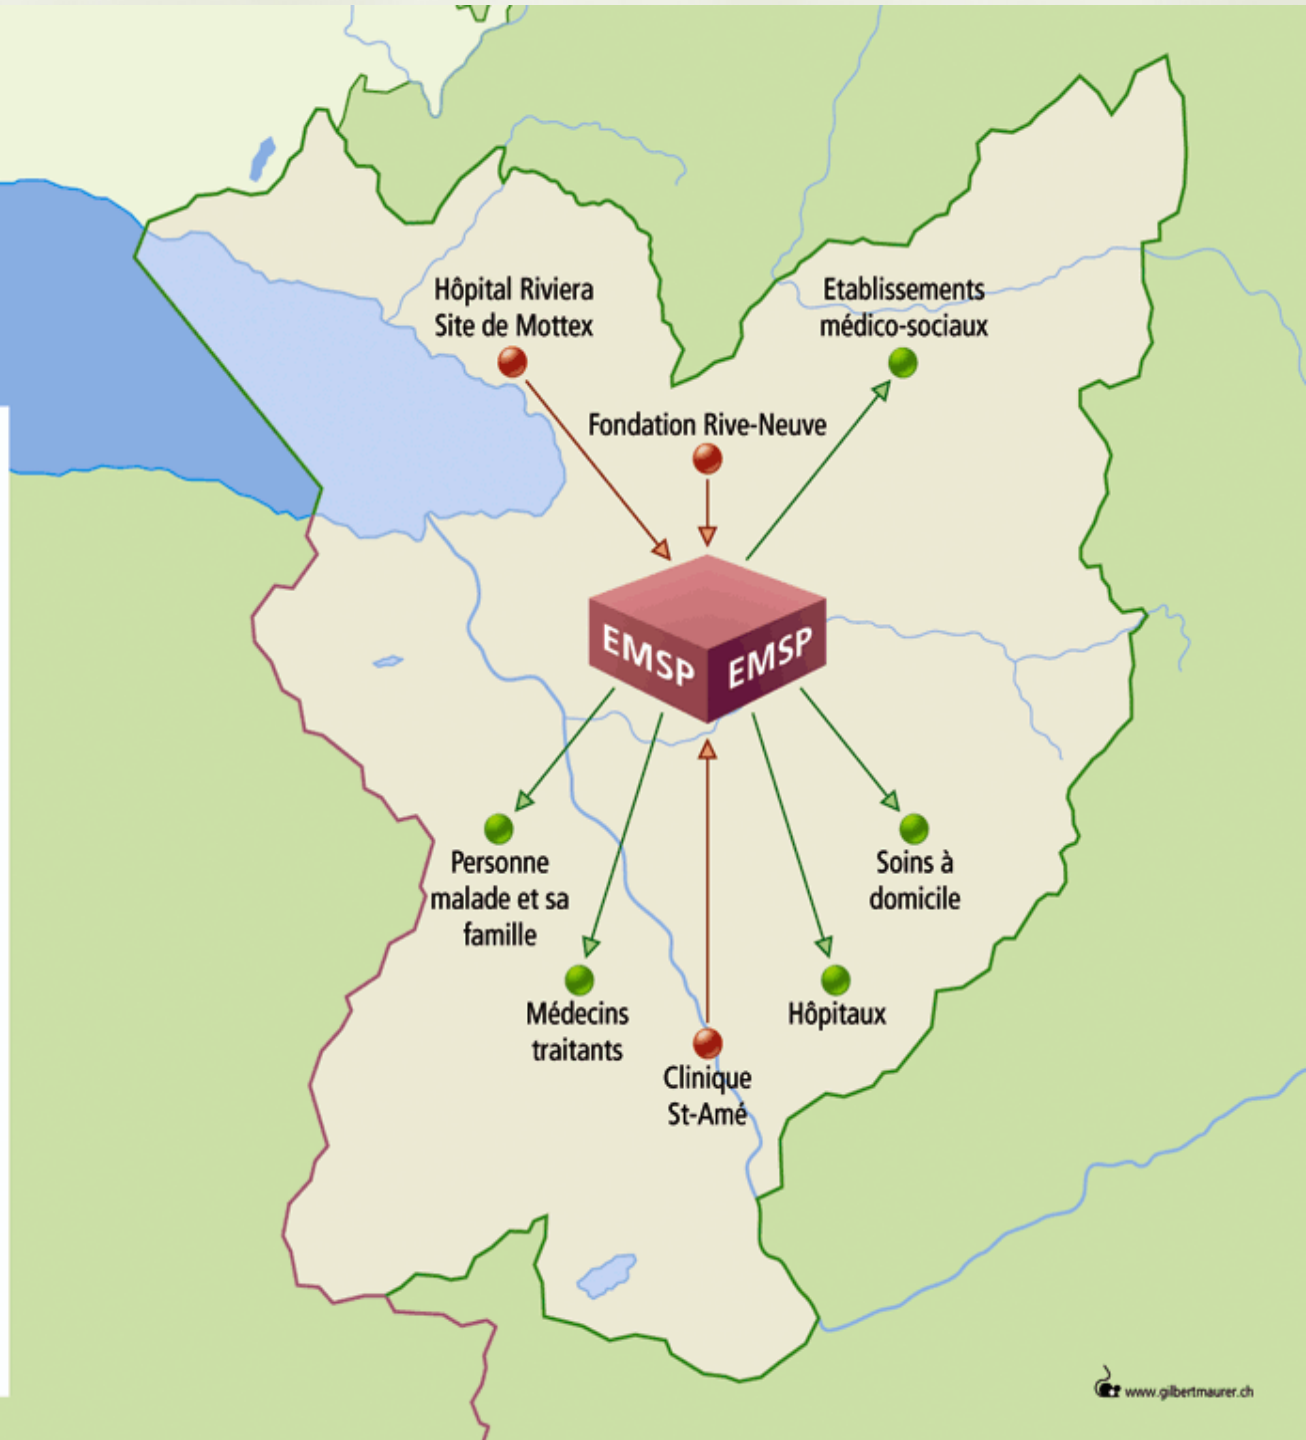 Hôpital Riviera
Site de Mottex
Etablissements
médico-sociaux
Fondation Rive-Neuve
EMSP
EMSP
Personne
malade et sa
famille
Soins à
domicile
Médecins
traitants
Hôpitaux
Clinique
St-Amé
www.gilbertmaurer.ch